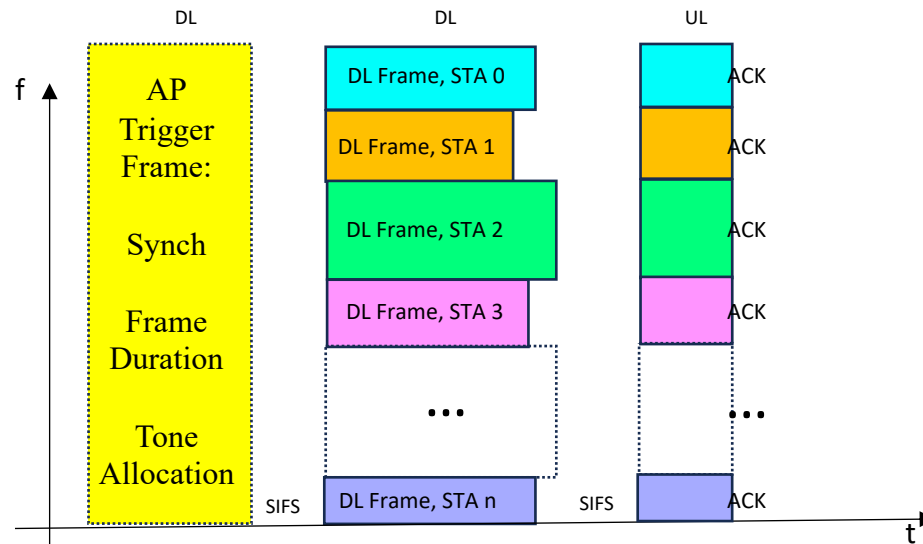 DL
DL
UL
f
AP
Trigger
Frame:
Synch
Frame
Duration
Tone
Allocation
SIFS
DL Frame, STA 0
DL Frame, STA 1
DL Frame, STA 2
DL Frame, STA 3
...
DL Frame, STA n
SIFS
ACK
ACK
ACK
ACK
...
ACK
t